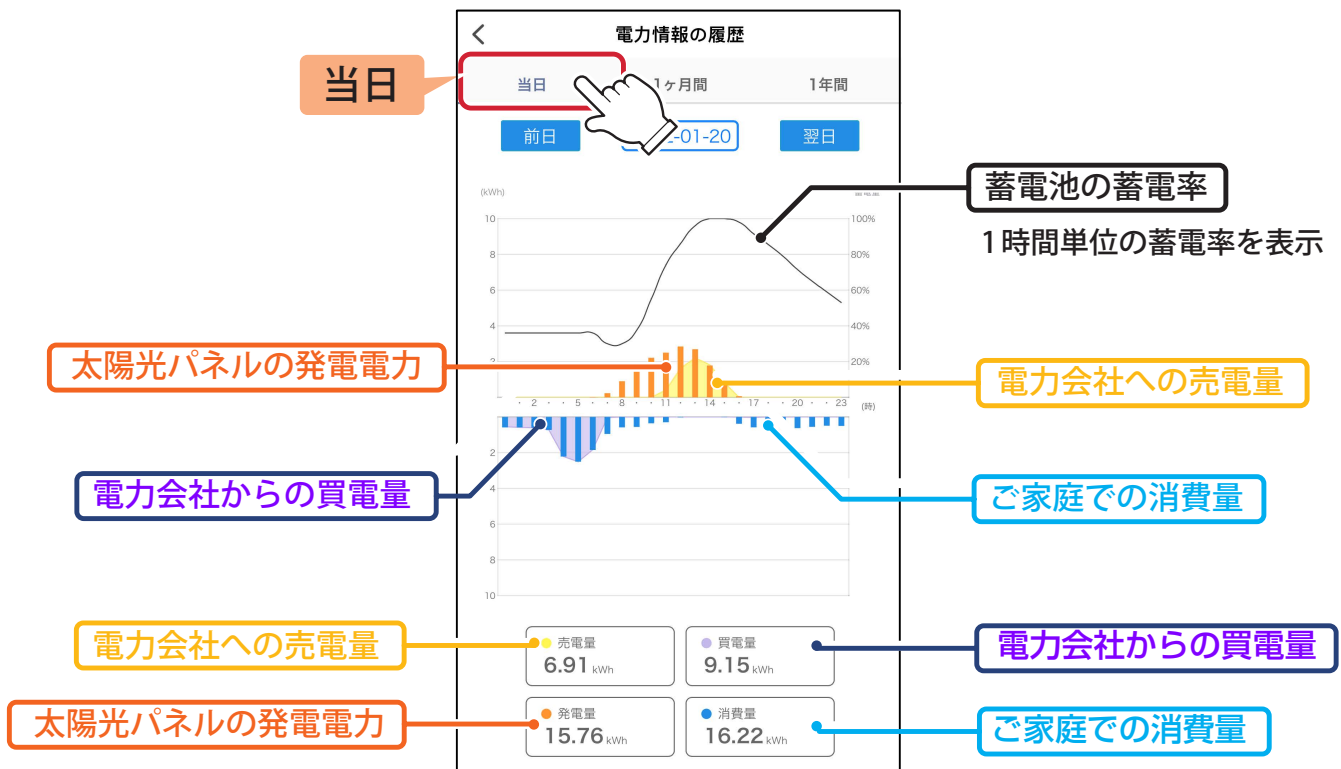 電力情報の履歴
当日
当日
1ヶ月間
1年間
前日
-01-20
翌日
(kWh)
10
8
6
4
2
100%
80%
60%
40%
20%
・ 2 ・ ・ 5 ・ ・ 8 ・ ・ 11 ・ ・ 14 ・ ・ 17 ・ ・ 20 ・ ・ 23
(時)
2
4
6
8
10
蓄電池の蓄電率
1時間単位の蓄電率を表示
太陽光パネルの発電電力
電力会社への売電量
電力会社からの買電量
ご家庭での消費量
電力会社への売電量
売電量
6.91 kWh
買電量
9.15 kWh
電力会社からの買電量
太陽光パネルの発電電力
発電量
15.76 kWh
消費量
16.22 kWh
ご家庭での消費量